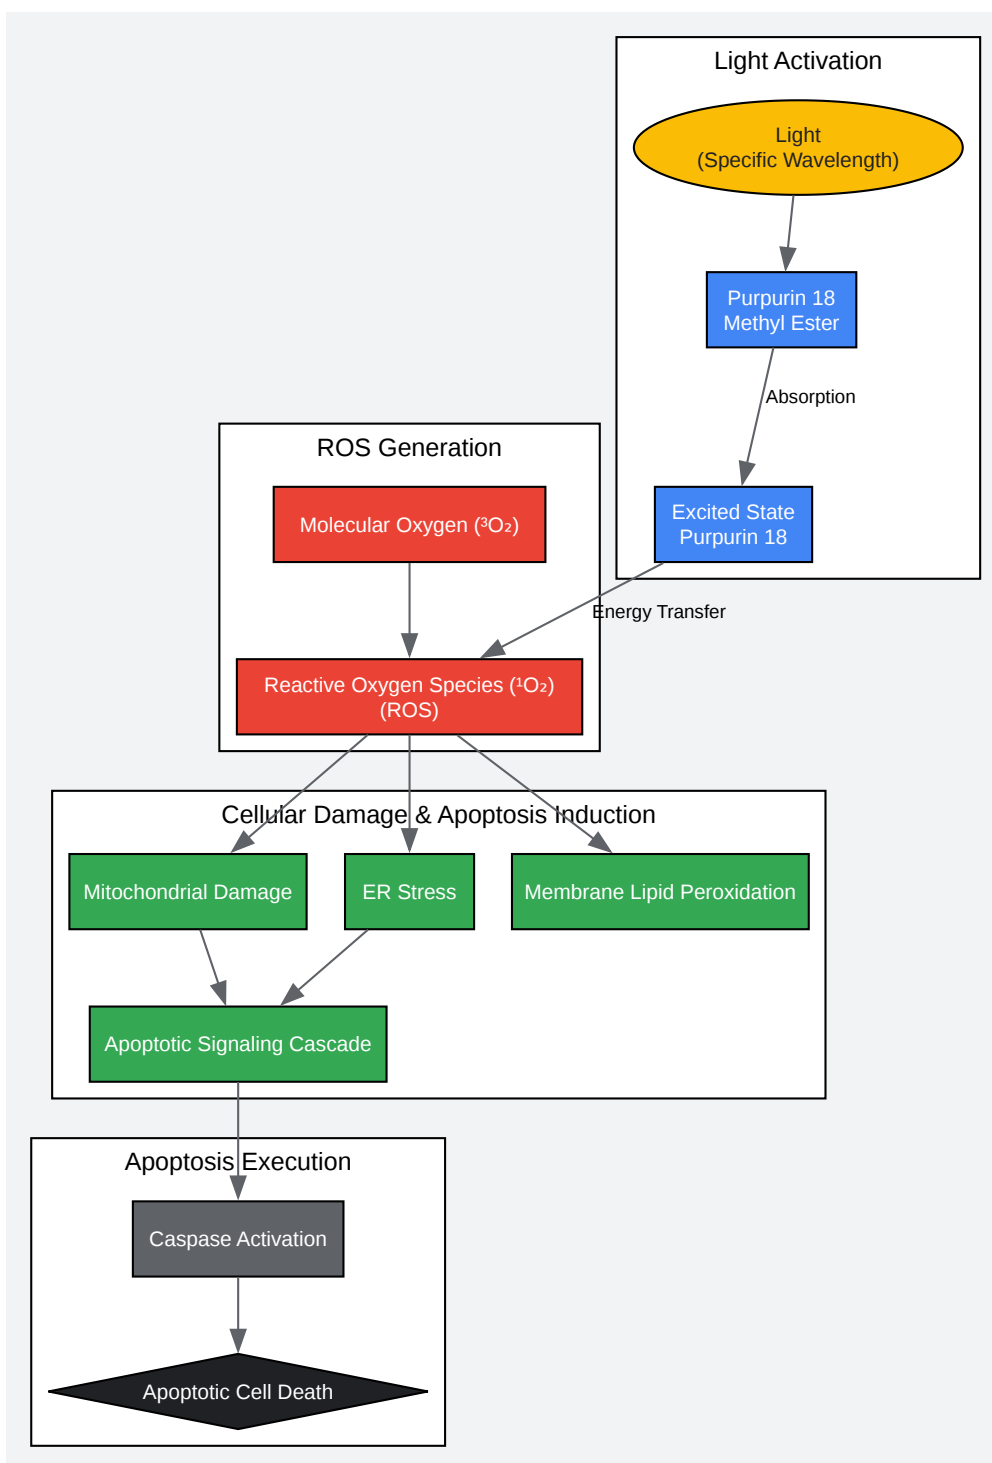 Light Activation
Light
(Specific Wavelength)
Purpurin 18
Methyl Ester
Absorption
Excited State
Purpurin 18
Energy Transfer
ROS Generation
Molecular Oxygen (³O₂)
Reactive Oxygen Species (¹O₂)
(ROS)
Cellular Damage & Apoptosis Induction
Mitochondrial Damage
ER Stress
Membrane Lipid Peroxidation
Apoptotic Signaling Cascade
Apoptosis Execution
Caspase Activation
Apoptotic Cell Death